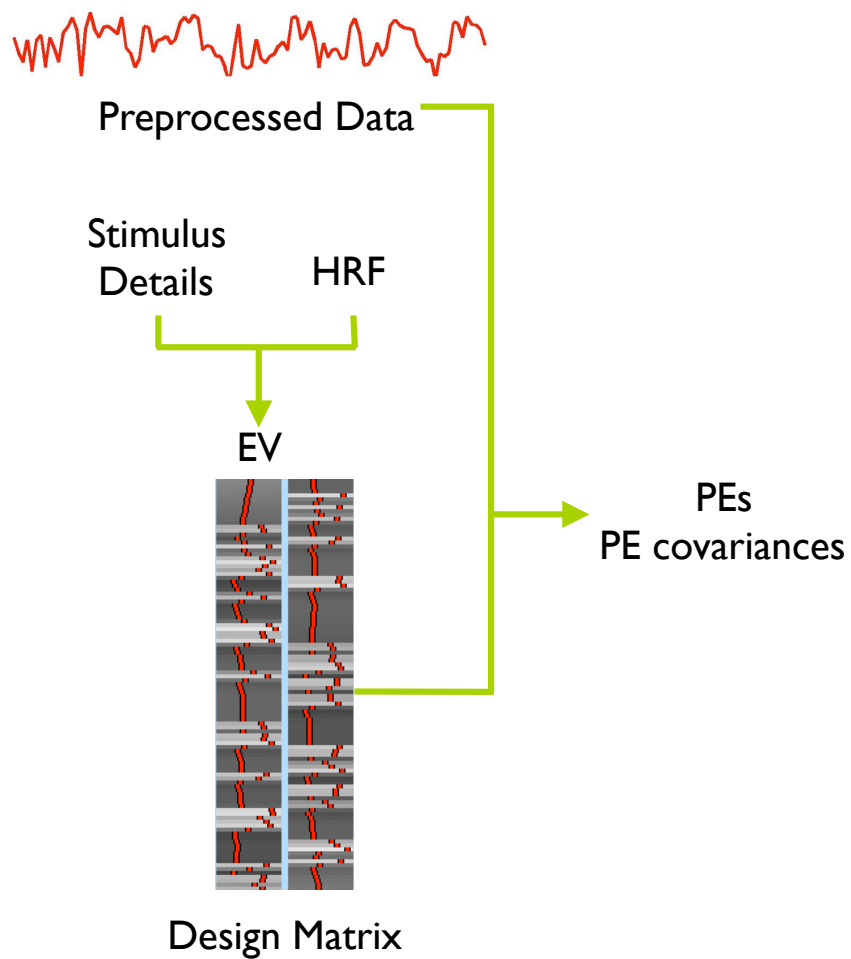 Preprocessed Data
Stimulus
Details
HRF
EV
PEs
PE covariances
Design Matrix